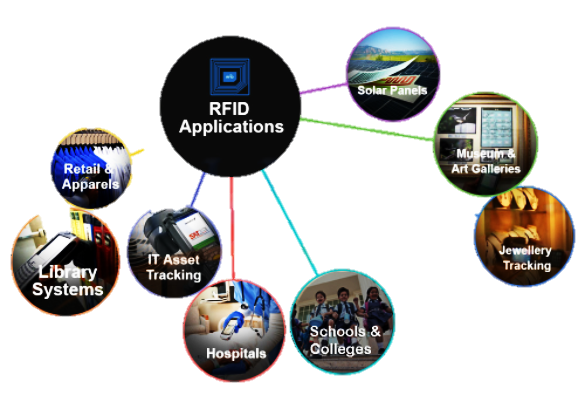 RFID
Applications
Solar Panels
Museum &
Art Galleries
Jewellery
Tracking
Schools &
Colleges
Hospitals
IT Asset
Tracking
Library
Systems
Retail &
Apparels